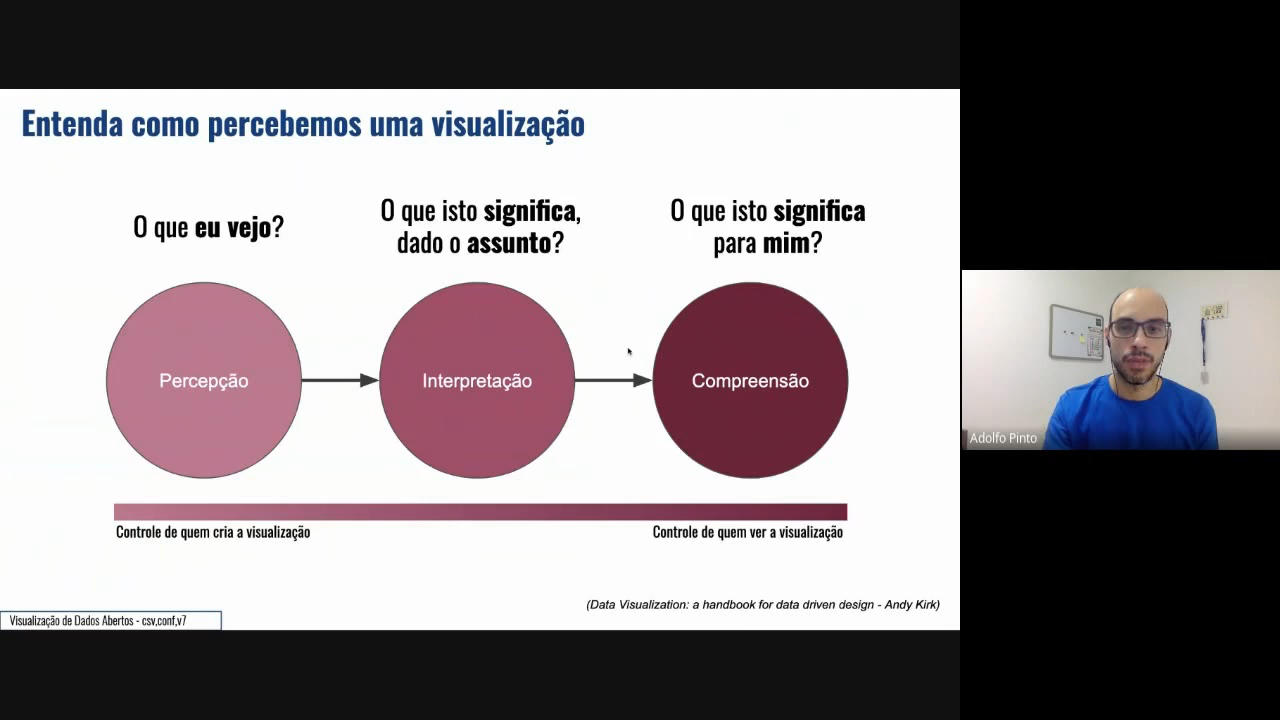 Entenda como percebemos uma visualização
O que eu vejo?
O que isto significa,
dado o assunto?
O que isto significa
para mim?
Percepção
Interpretação
Compreensão
Controle de quem cria a visualização
Controle de quem ver a visualização
(Data Visualization: a handbook for data driven design - Andy Kirk)
Visualização de Dados Abertos - csv,conf,v7
Adolfo Pinto